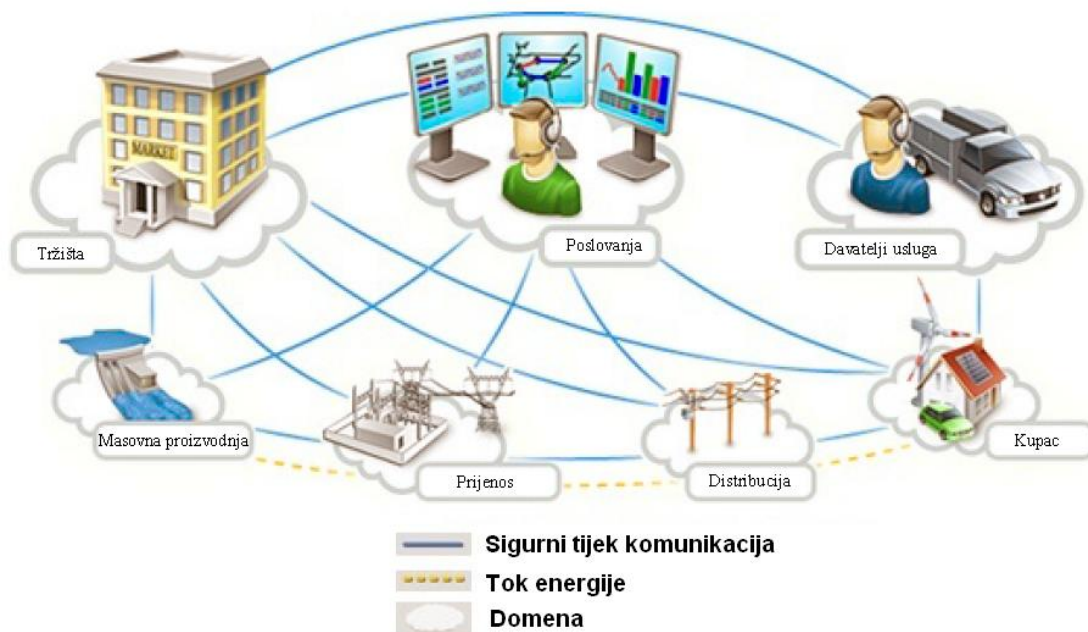 MARKET
Tržišta
Poslovanja
Davatelji usluga
Masovna proizvodnja
Prijenos
Distribucija
Kupac
Sigurni tijek komunikacija
Tok energije
Domena